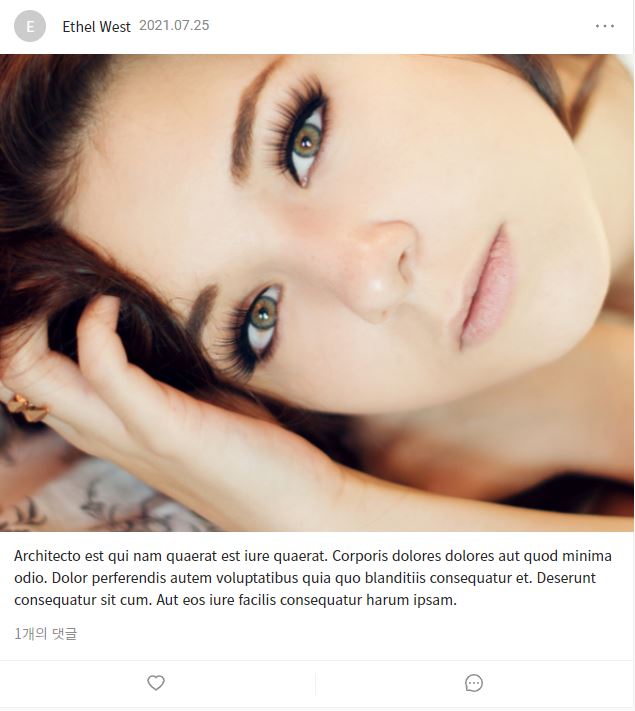 E
Ethel West 2021.07.25
Architecto est qui nam quaerat est iure quaerat. Corporis dolores dolores aut quod minima
odio. Dolor perferendis autem voluptatibus quia quo blanditiis consequatur et. Deserunt
consequatur sit cum. Aut eos iure facilis consequatur harum ipsam.
1개의 댓글